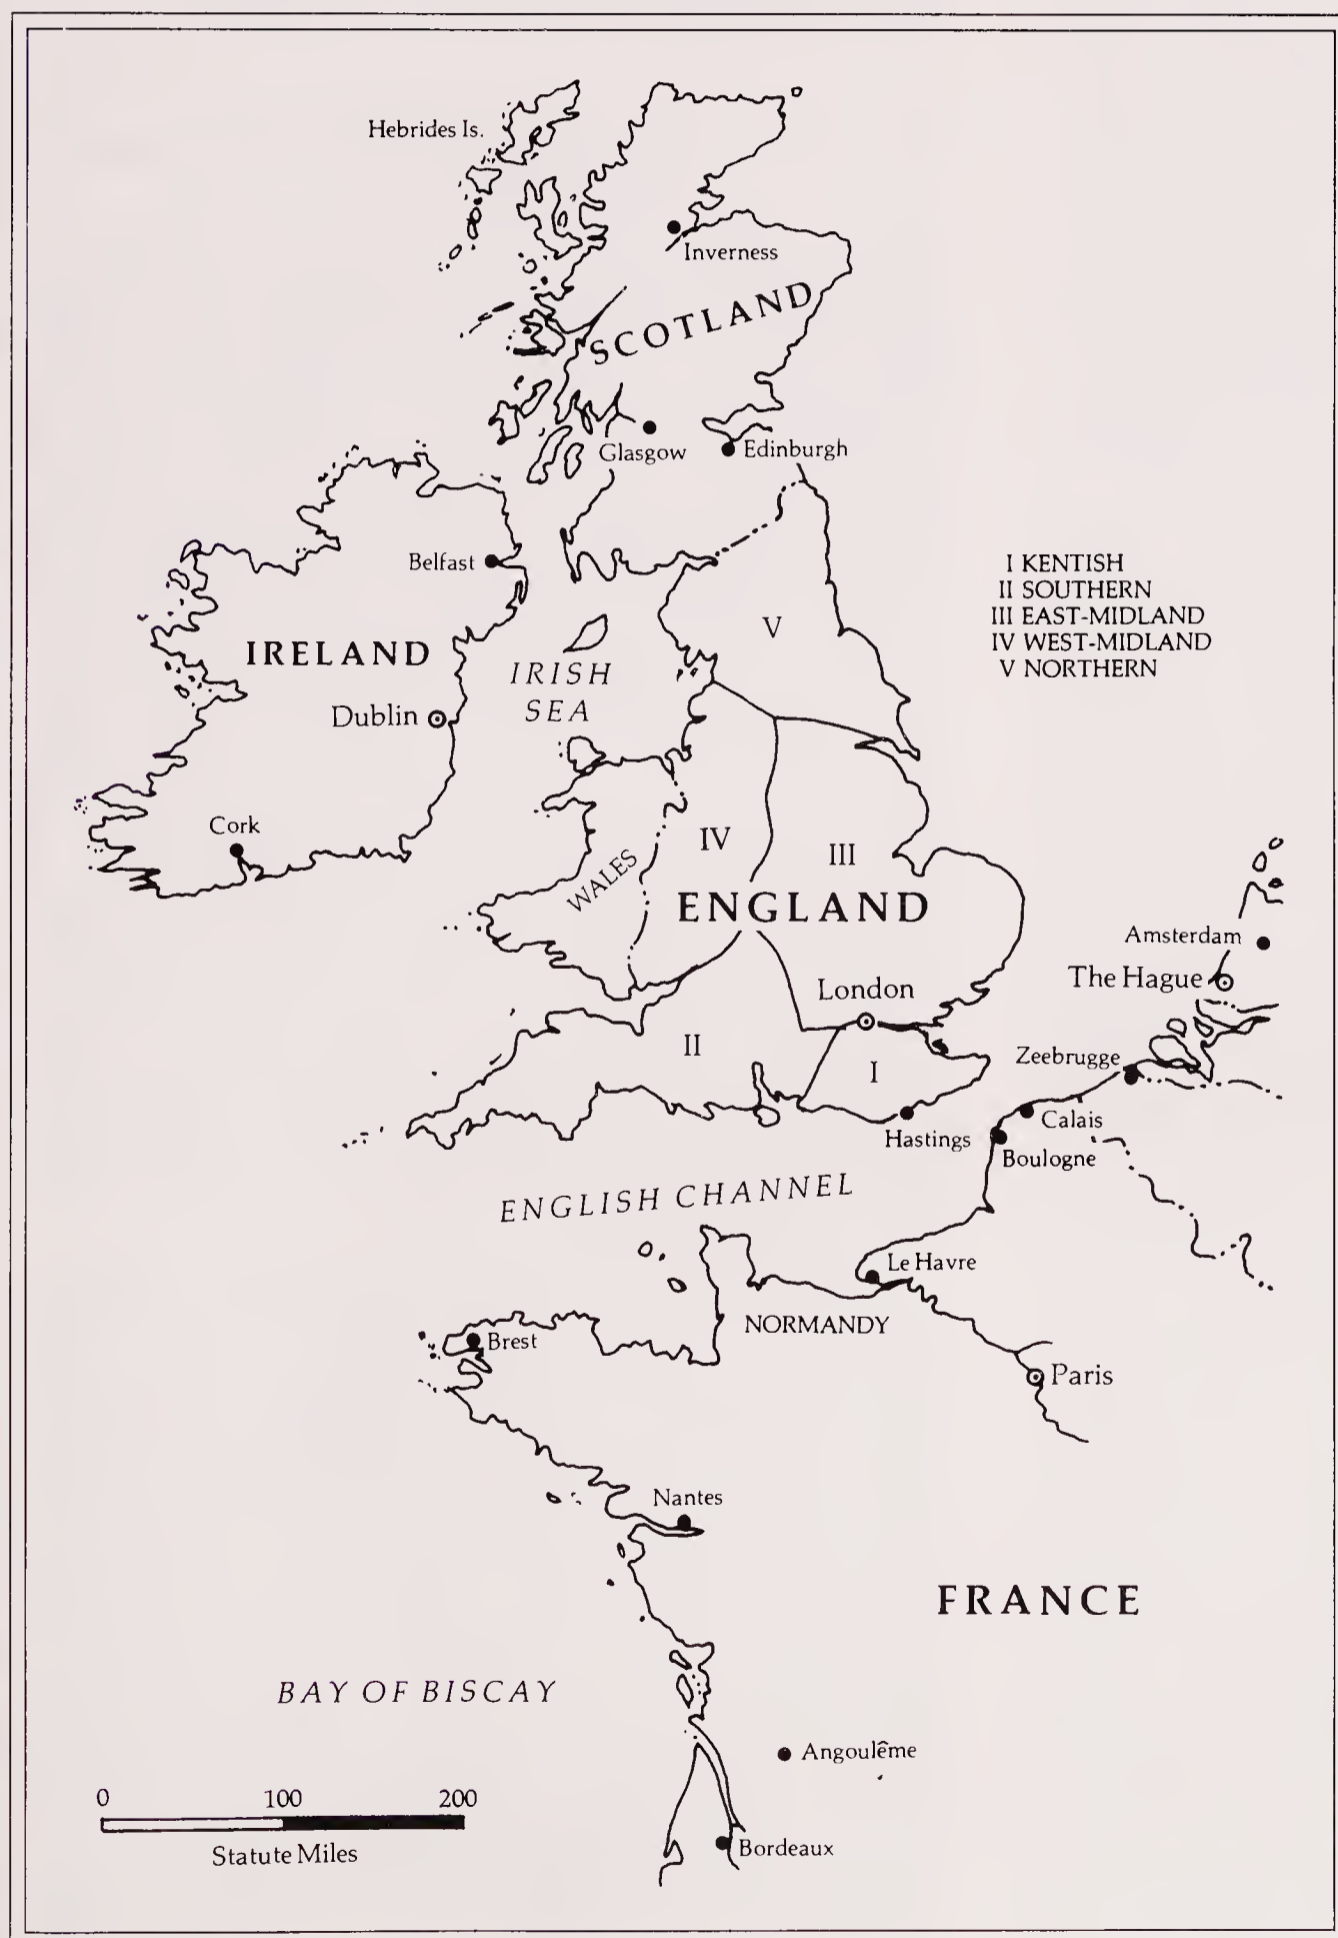 Hebrides Is.
Inverness
SCOTLAND
Glasgow
Edinburgh
Belfast
I KENTISH
II SOUTHERN
III EAST-MIDLAND
IV WEST-MIDLAND
V NORTHERN
V
IRELAND
IRISH
SEA
Dublin
Cork
IV
III
WALES
ENGLAND
Amsterdam
The Hague
London
II
I
Zeebrugge
Calais
Hastings
Boulogne
ENGLISH CHANNEL
Le Havre
NORMANDY
Brest
Paris
Nantes
FRANCE
BAY OF BISCAY
Angoulême
0 100 200
Statute Miles
Bordeaux